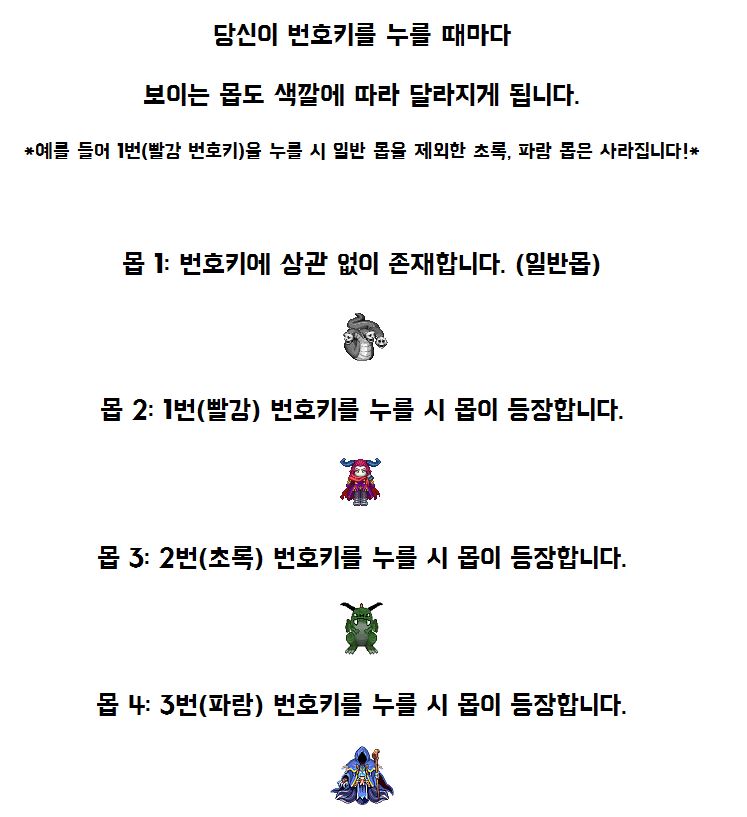 당신이 번호키를 누를 때마다
보이는 몹도 색깔에 따라 달라지게 됩니다.
*예를 들어 1번(빨강 번호키)을 누를 시 일반 몹을 제외한 초록, 파람 몹은 사라집니다!*
몹 1: 번호키에 상관 없이 존재합니다. (일반몹)
몹 2: 1번(빨강) 번호키를 누를 시 몹이 등장합니다.
몹 3: 2번(초록) 번호키를 누를 시 몹이 등장합니다.
몹 4: 3번(파람) 번호키를 누를 시 몹이 등장합니다.